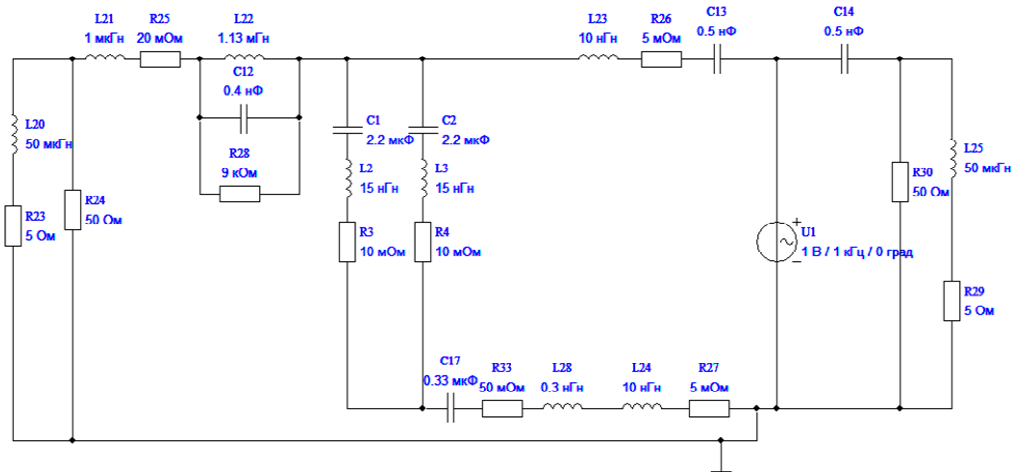 L21
1 мкГн
R25
20 мОм
L22
1.13 мГн
C12
0.4 нФ
R28
9 кОм
L23
10 нГн
R26
5 мОм
C13
0.5 нФ
C14
0.5 нФ
L20
50 мкГн
R23
5 Ом
R24
50 Ом
C1
2.2 мкФ
C2
2.2 мкФ
L2
15 нГн
L3
15 нГн
R3
10 мОм
R4
10 мОм
L25
50 мкГн
R30
50 Ом
+
U1
1 В / 1 кГц / 0 град
−
R29
5 Ом
C17
0.33 мкФ
R33
50 мОм
L28
0.3 нГн
L24
10 нГн
R27
5 мОм